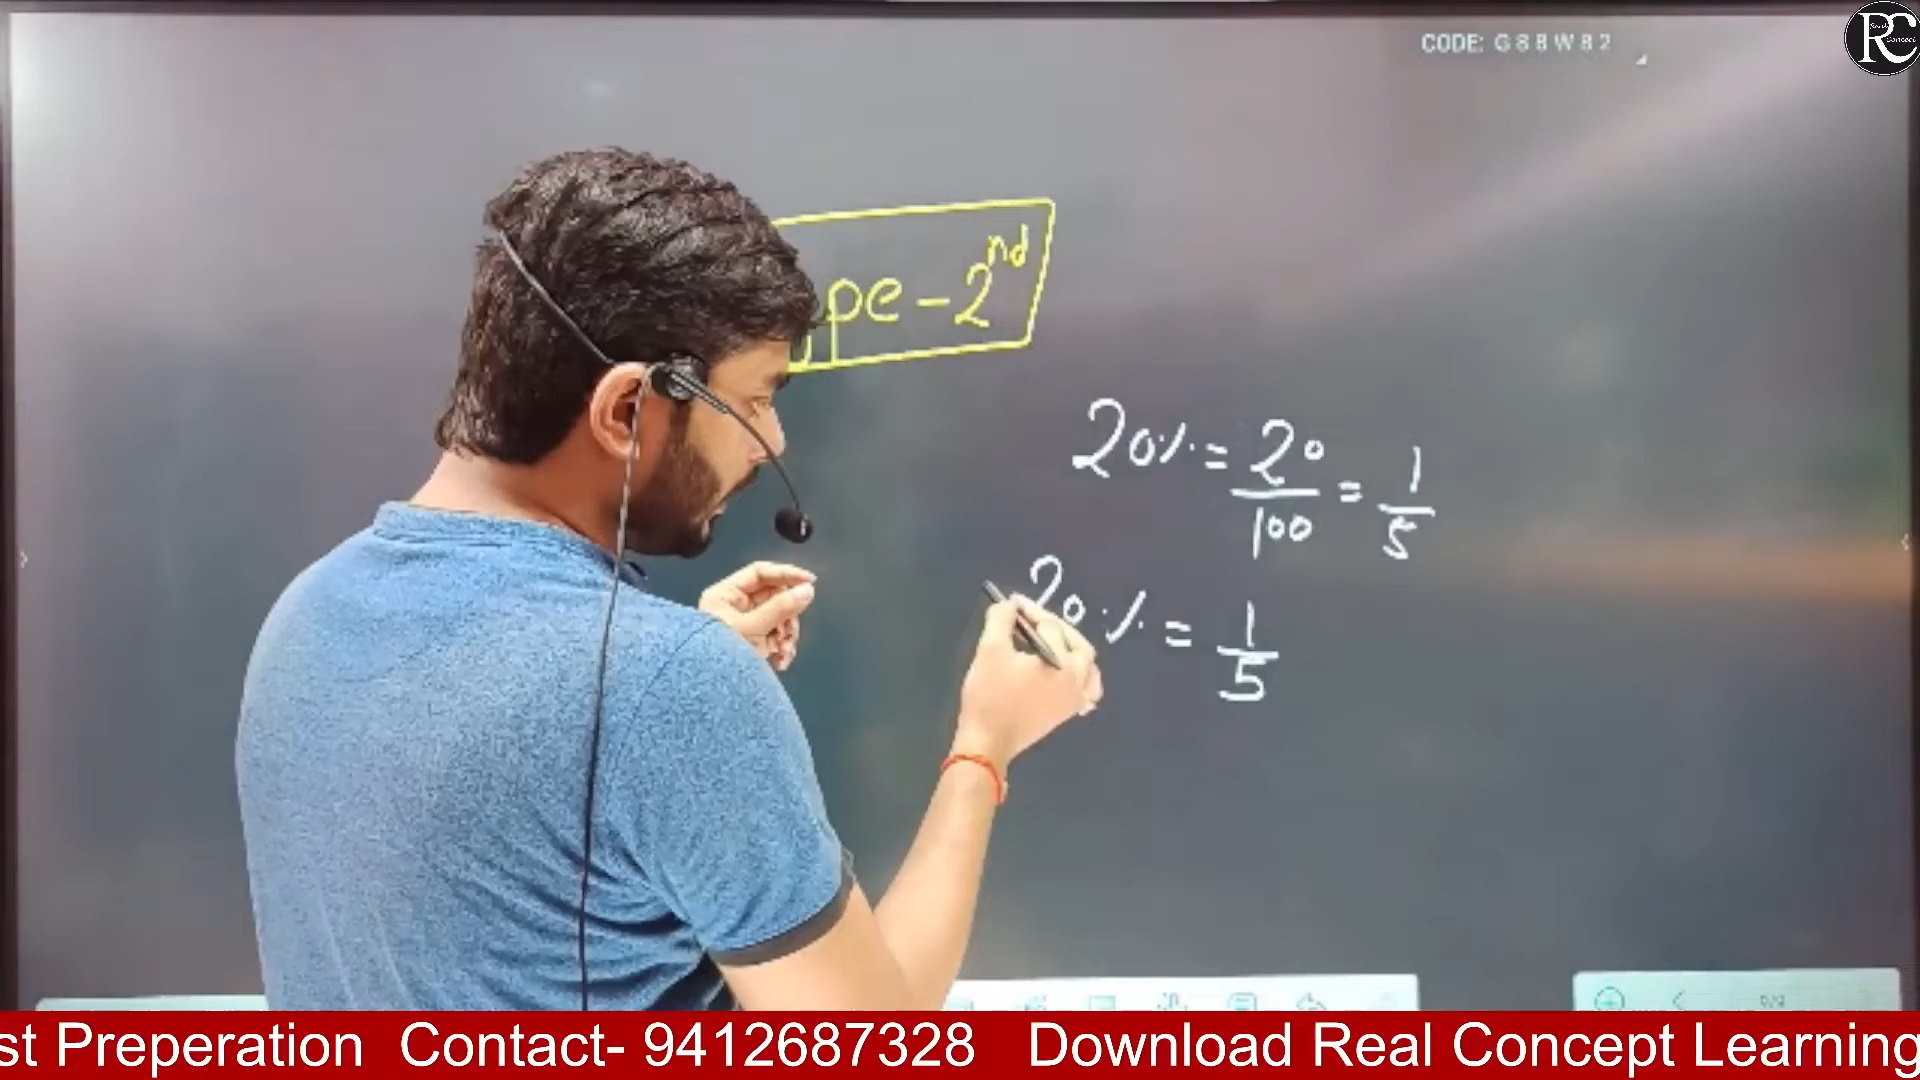 CODE: G88W82
RC
pe-2nd
20% = 20/100 = 1/5
20% = 1/5
st Preperation Contact- 9412687328 Download Real Concept Learning